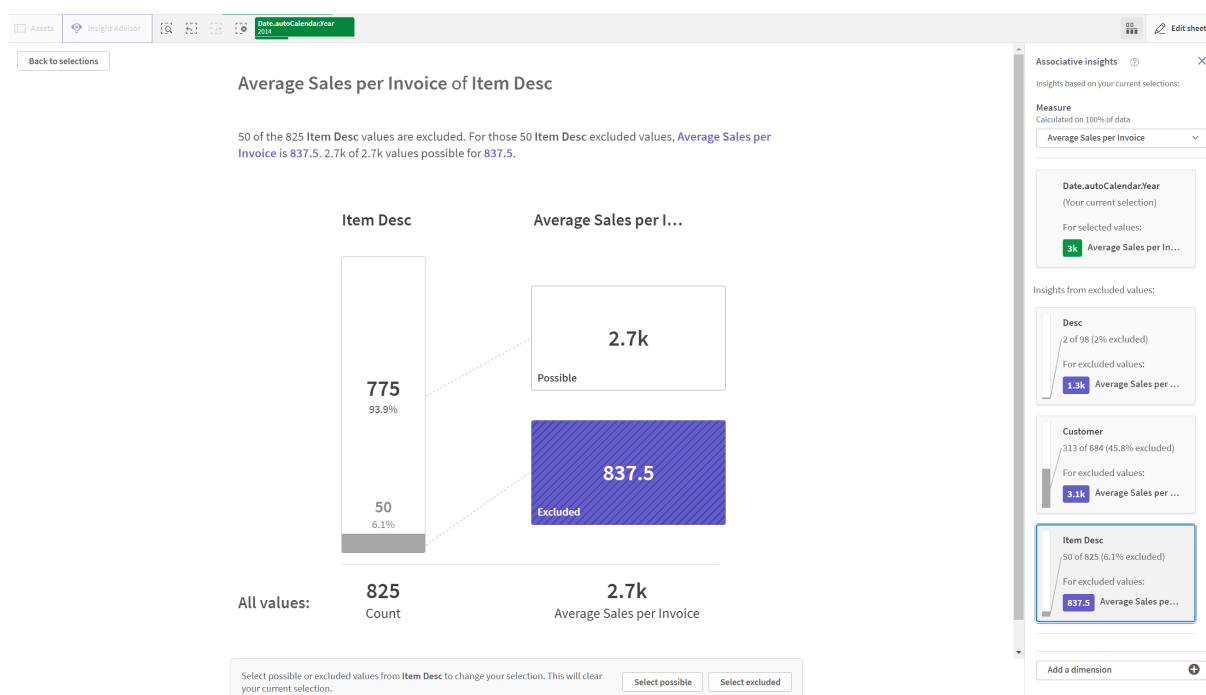 Assets
Insight Advisor
Date.autoCalendar.Year
2014
Edit sheet
Back to selections
Average Sales per Invoice of Item Desc
50 of the 825 Item Desc values are excluded. For those 50 Item Desc excluded values, Average Sales per
Invoice is 837.5. 2.7k of 2.7k values possible for 837.5.
Item Desc
Average Sales per I...
775
93.9%
50
6.1%
2.7k
Possible
837.5
Excluded
All values:
825
Count
2.7k
Average Sales per Invoice
Select possible or excluded values from Item Desc to change your selection. This will clear
your current selection.
Select possible
Select excluded
Associative insights
Insights based on your current selections:
Measure
Calculated on 100% of data
Average Sales per Invoice
Date.autoCalendar.Year
(Your current selection)
For selected values:
3k Average Sales per In...
Insights from excluded values:
Desc
2 of 98 (2% excluded)
For excluded values:
1.3k Average Sales per ...
Customer
313 of 684 (45.8% excluded)
For excluded values:
3.1k Average Sales per ...
Item Desc
50 of 825 (6.1% excluded)
For excluded values:
837.5 Average Sales pe...
Add a dimension